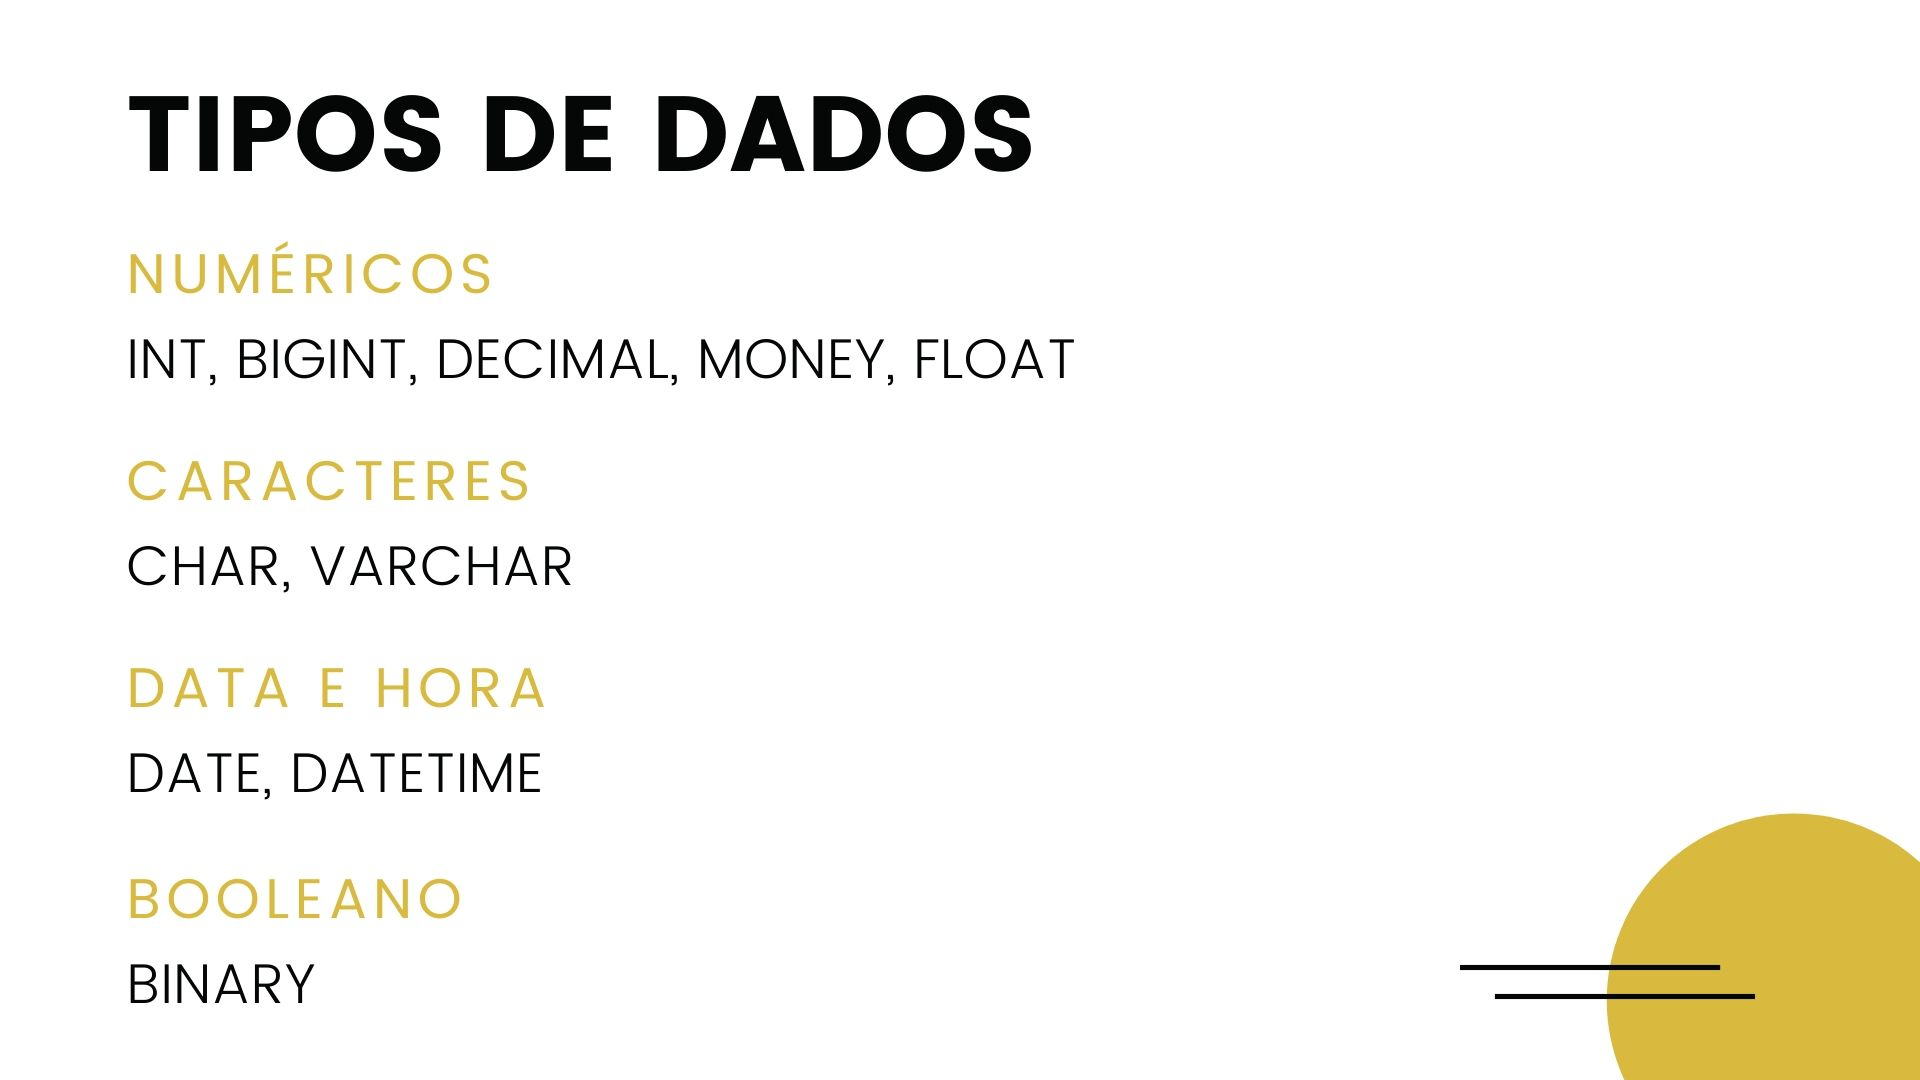 TIPOS DE DADOS
NUMÉRICOS
INT, BIGINT, DECIMAL, MONEY, FLOAT
CARACTERES
CHAR, VARCHAR
DATA E HORA
DATE, DATETIME
BOOLEANO
BINARY